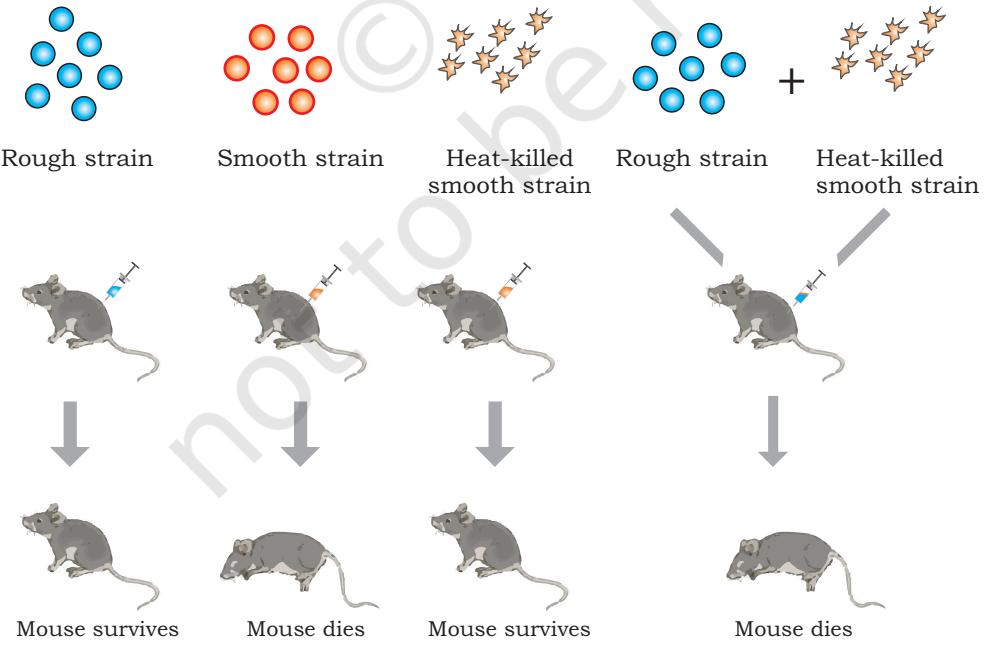 Rough strain
Smooth strain
Heat-killed
smooth strain
Rough strain
+
Heat-killed
smooth strain
Mouse survives
Mouse dies
Mouse survives
Mouse dies
©
not to be r